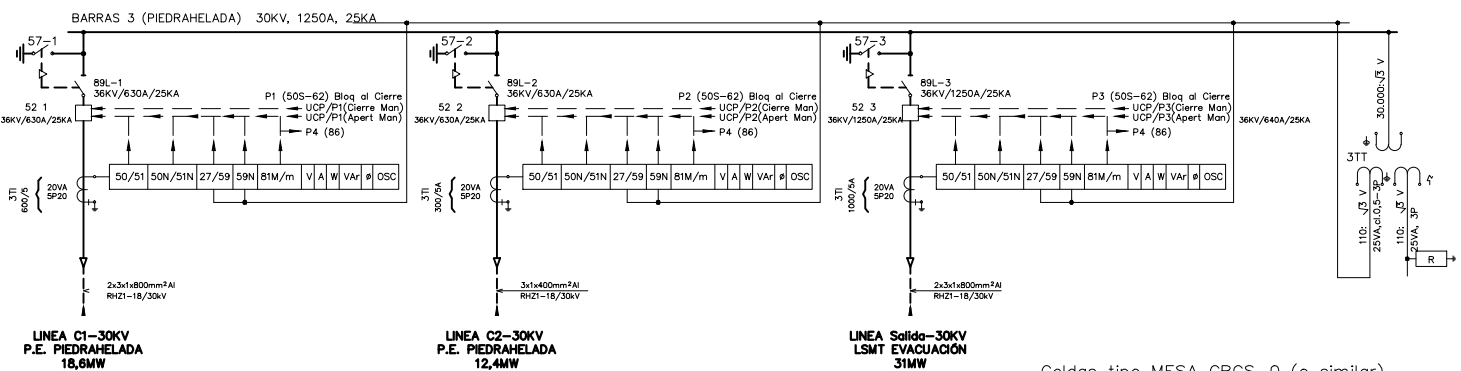 BARRAS 3 (PIEDRAHELADA) 30KV, 1250A, 25KA
57-1
89L-1
36KV/630A/25KA
52 1
36KV/630A/25KA
P1 (50S-62) Bloq al Cierre
UCP/P1(Cierre Man)
UCP/P1(Apert Man)
P4 (86)
50/51 50N/51N 27/59 59N 81M/m V A W VAr ø OSC
3TI
600/5
20VA
5P20
2x3x1x800mm²Al
RHZ1-18/30kV
LINEA C1-30KV
P.E. PIEDRAHELADA
18,6MW
57-2
89L-2
36KV/630A/25KA
52 2
36KV/630A/25KA
P2 (50S-62) Bloq al Cierre
UCP/P2(Cierre Man)
UCP/P2(Apert Man)
P4 (86)
50/51 50N/51N 27/59 59N 81M/m V A W VAr ø OSC
3TI
300/5A
20VA
5P20
3x1x400mm²Al
RHZ1-18/30kV
LINEA C2-30KV
P.E. PIEDRAHELADA
12,4MW
57-3
89L-3
36KV/1250A/25KA
52 3
36KV/1250A/25KA
P3 (50S-62) Bloq al Cierre
UCP/P3(Cierre Man)
UCP/P3(Apert Man)
P4 (86)
50/51 50N/51N 27/59 59N 81M/m V A W VAr ø OSC
3TI
1000/5A
20VA
5P20
2x3x1x800mm²Al
RHZ1-18/30kV
LINEA Salida-30KV
LSMT EVACUACIÓN
31MW
36KV/640A/25KA
30.000:√3 V
3TT
110: √3 V
25VA,cl.0,5-3P
110: √3 V
25VA, 3P
R
Celdas tipo MESA CBGS-0 (o similar)